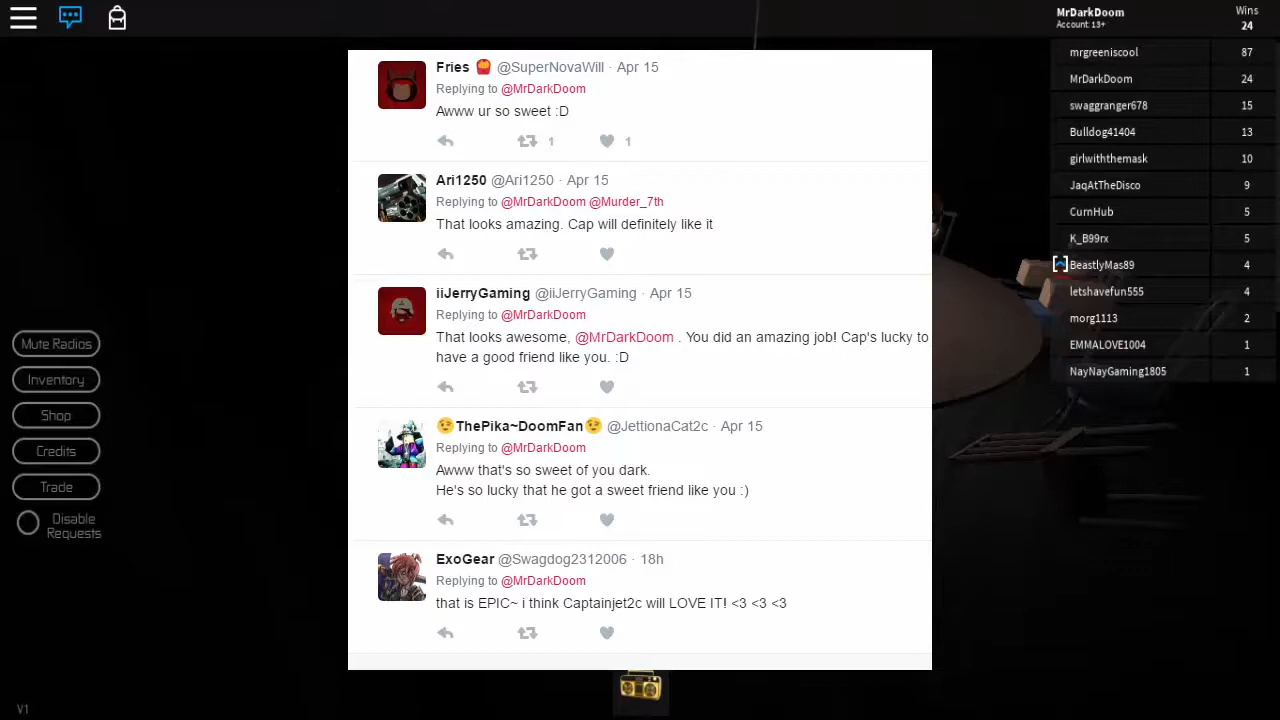 MrDarkDoom
Account: 13+
Wins
24
mrgreeniscool 87
MrDarkDoom 24
swaggranger678 15
Bulldog41404 13
girlwiththemask 10
JaqAtTheDisco 9
CurnHub 5
K_B99rx 5
BeastlyMas89 4
letshavefun555 4
morg1113 2
EMMALOVE1004 1
NayNayGaming1805 1
Fries @SuperNovaWill · Apr 15
Replying to @MrDarkDoom
Awww ur so sweet :D
1 1
Ari1250 @Ari1250 · Apr 15
Replying to @MrDarkDoom @Murder_7th
That looks amazing. Cap will definitely like it
iiJerryGaming @iiJerryGaming · Apr 15
Replying to @MrDarkDoom
That looks awesome, @MrDarkDoom . You did an amazing job! Cap's lucky to
have a good friend like you. :D
😉ThePika~DoomFan😉 @JettionaCat2c · Apr 15
Replying to @MrDarkDoom
Awww that's so sweet of you dark.
He's so lucky that he got a sweet friend like you :)
ExoGear @Swagdog2312006 · 18h
Replying to @MrDarkDoom
that is EPIC~ i think Captainjet2c will LOVE IT! <3 <3 <3
Mute Radios
Inventory
Shop
Credits
Trade
Disable
Requests
V1